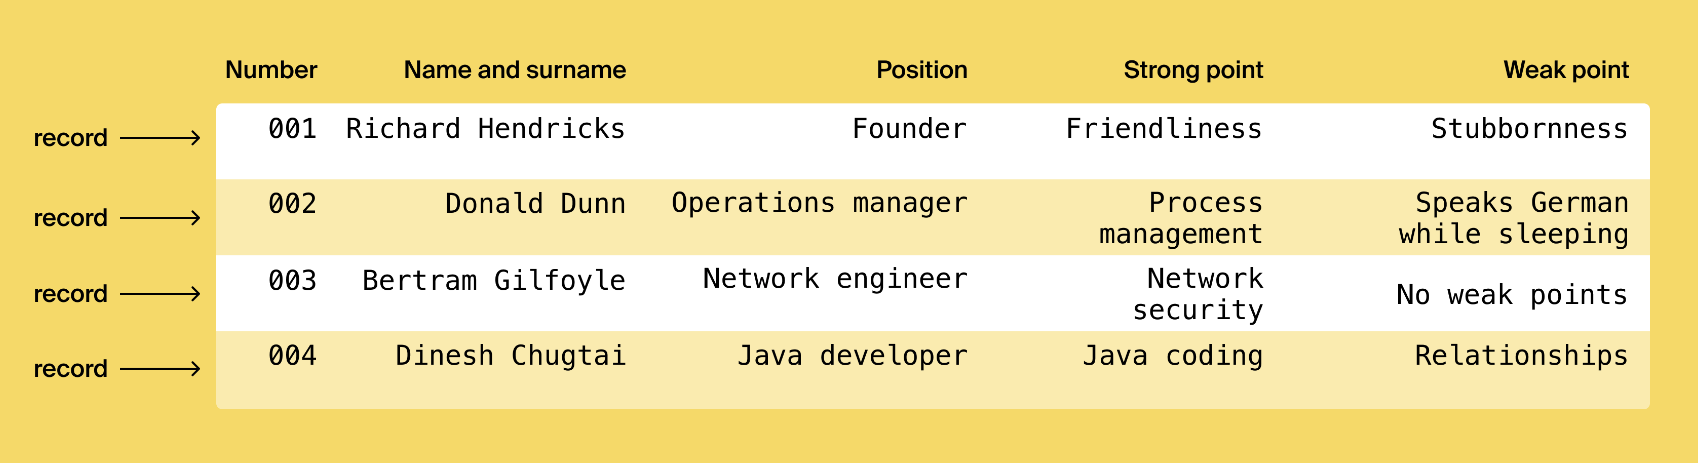 Number Name and surname Position Strong point Weak point
record 001 Richard Hendricks Founder Friendliness Stubbornness
record 002 Donald Dunn Operations manager Process management Speaks German while sleeping
record 003 Bertram Gilfoyle Network engineer Network security No weak points
record 004 Dinesh Chugtai Java developer Java coding Relationships